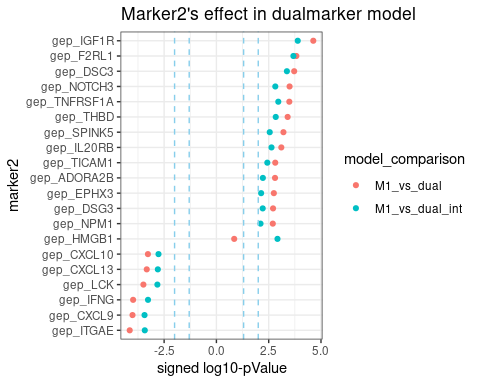 Marker2's effect in dualmarker model
gep_IGF1R
gep_F2RL1
gep_DSC3
gep_NOTCH3
gep_TNFRSF1A
gep_THBD
gep_SPINK5
gep_IL20RB
gep_TICAM1
gep_ADORA2B
gep_EPHX3
gep_DSG3
gep_NPM1
gep_HMGB1
gep_CXCL10
gep_CXCL13
gep_LCK
gep_IFNG
gep_CXCL9
gep_ITGAE
marker2
-2.5 0.0 2.5 5.0
signed log10-pValue
model_comparison
M1_vs_dual
M1_vs_dual_int